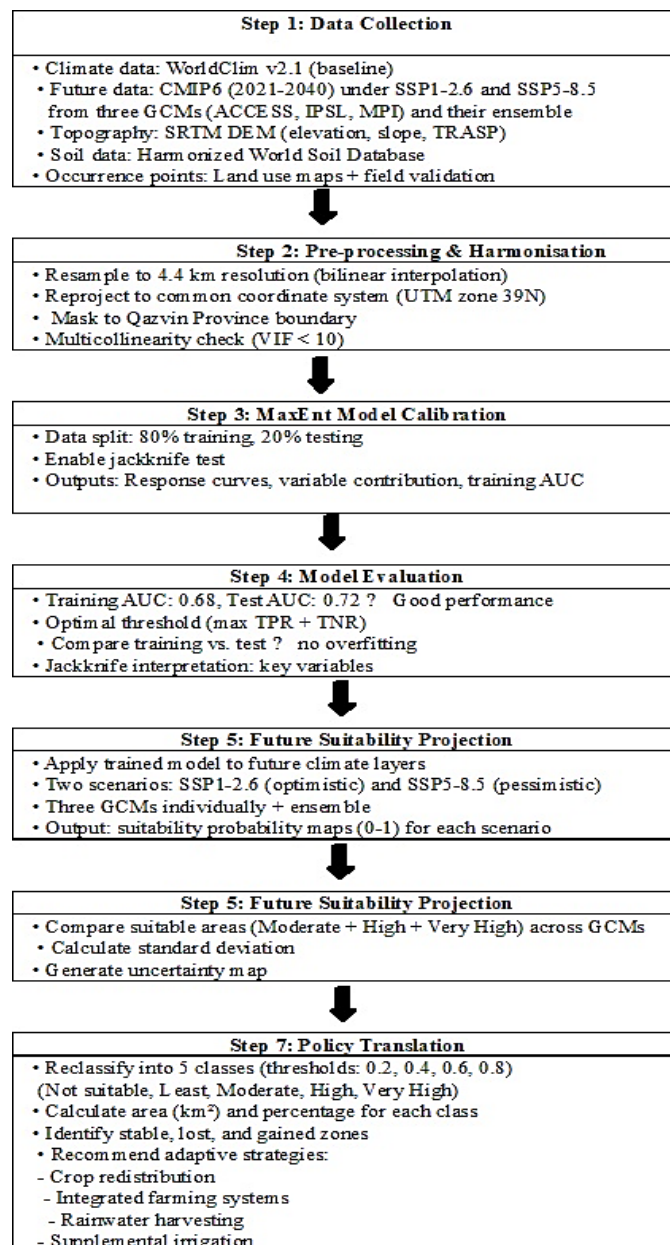 Step 1: Data Collection
• Climate data: WorldClim v2.1 (baseline)
• Future data: CMIP6 (2021-2040) under SSP1-2.6 and SSP5-8.5
from three GCMs (ACCESS, IPSL, MPI) and their ensemble
• Topography: SRTM DEM (elevation, slope, TRASP)
• Soil data: Harmonized World Soil Database
• Occurrence points: Land use maps + field validation
Step 2: Pre-processing & Harmonisation
• Resample to 4.4 km resolution (bilinear interpolation)
• Reproject to common coordinate system (UTM zone 39N)
• Mask to Qazvin Province boundary
• Multicollinearity check (VIF < 10)
Step 3: MaxEnt Model Calibration
• Data split: 80% training, 20% testing
• Enable jackknife test
• Outputs: Response curves, variable contribution, training AUC
Step 4: Model Evaluation
• Training AUC: 0.68, Test AUC: 0.72 ? Good performance
• Optimal threshold (max TPR + TNR)
• Compare training vs. test ? no overfitting
• Jackknife interpretation: key variables
Step 5: Future Suitability Projection
• Apply trained model to future climate layers
• Two scenarios: SSP1-2.6 (optimistic) and SSP5-8.5 (pessimistic)
• Three GCMs individually + ensemble
• Output: suitability probability maps (0-1) for each scenario
Step 5: Future Suitability Projection
• Compare suitable areas (Moderate + High + Very High) across GCMs
• Calculate standard deviation
• Generate uncertainty map
Step 7: Policy Translation
• Reclassify into 5 classes (thresholds: 0.2, 0.4, 0.6, 0.8)
(Not suitable, Least, Moderate, High, Very High)
• Calculate area (km²) and percentage for each class
• Identify stable, lost, and gained zones
• Recommend adaptive strategies:
- Crop redistribution
- Integrated farming systems
- Rainwater harvesting
- Supplemental irrigation